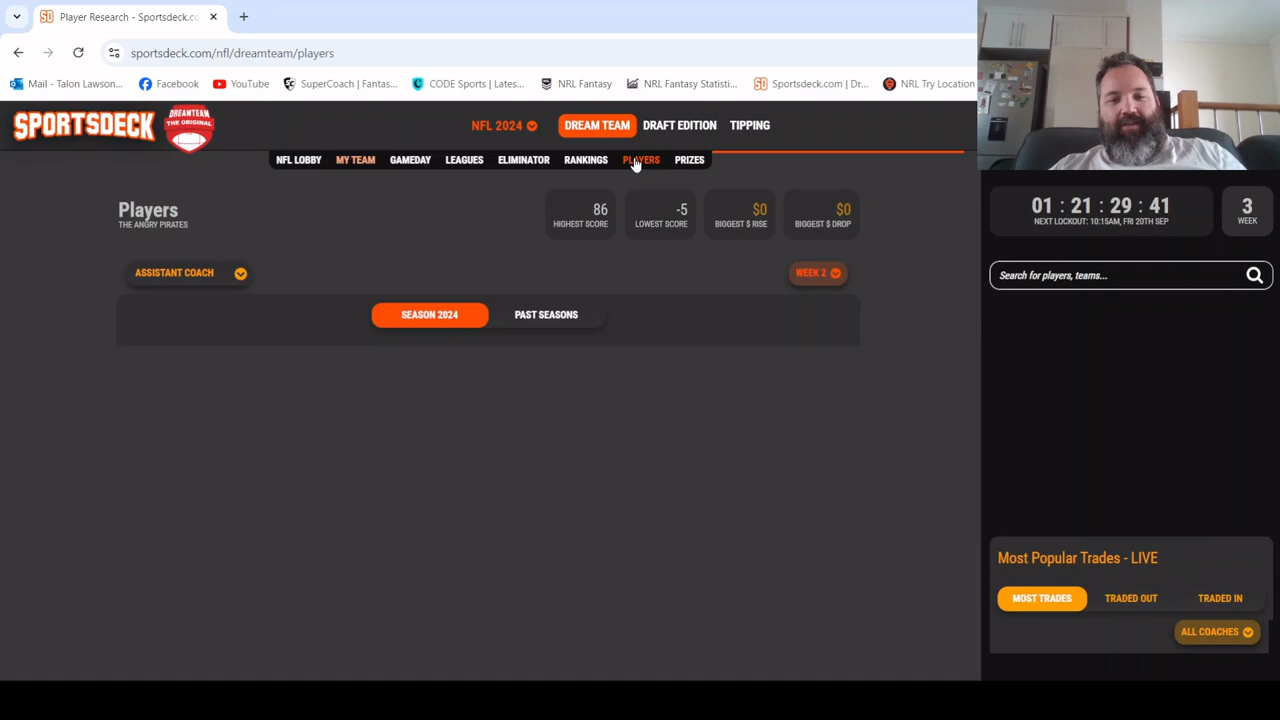 Player Research - Sportsdeck.co
sportsdeck.com/nfl/dreamteam/players
Mail - Talon Lawson...
Facebook
YouTube
SuperCoach | Fantas...
CODE Sports | Lates...
NRL Fantasy
NRL Fantasy Statisti...
Sportsdeck.com | Dr...
NRL Try Location
SPORTSDECK
DREAMTEAM
THE ORIGINAL
NFL 2024
DREAM TEAM
DRAFT EDITION
TIPPING
NFL LOBBY
MY TEAM
GAMEDAY
LEAGUES
ELIMINATOR
RANKINGS
PLAYERS
PRIZES
Players
THE ANGRY PIRATES
86
HIGHEST SCORE
-5
LOWEST SCORE
$0
BIGGEST $ RISE
$0
BIGGEST $ DROP
01 : 21 : 29 : 41
NEXT LOCKOUT: 10:15AM, FRI 20TH SEP
3
WEEK
ASSISTANT COACH
WEEK 2
Search for players, teams...
SEASON 2024
PAST SEASONS
Most Popular Trades - LIVE
MOST TRADES
TRADED OUT
TRADED IN
ALL COACHES